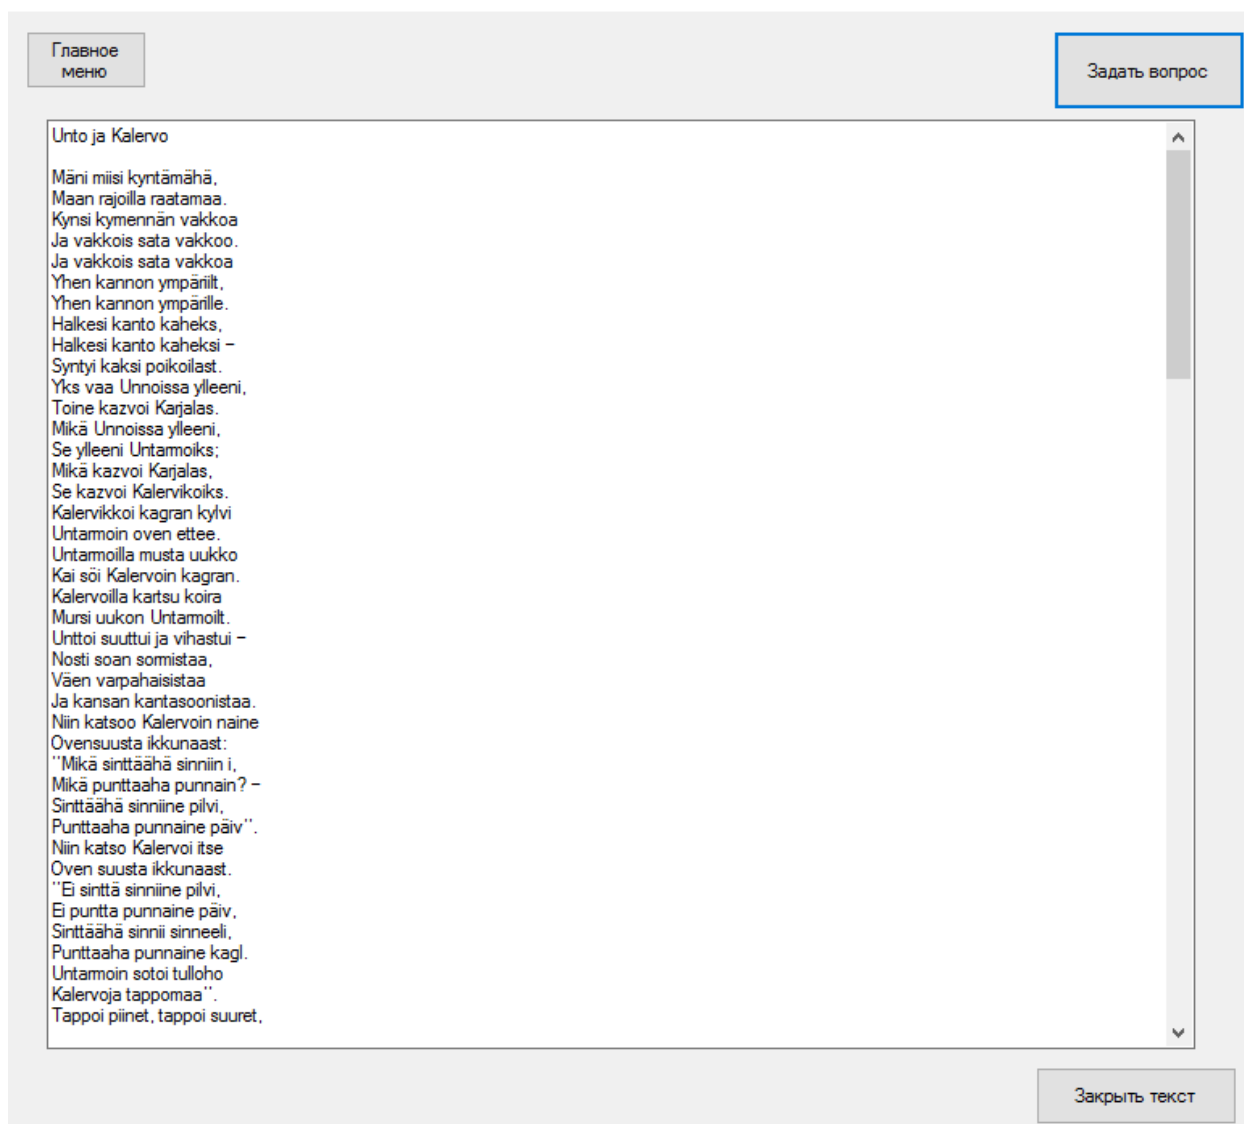 Главное
меню
Задать вопрос
Unto ja Kalervo
Mäni miisi kyntämähä,
Maan rajoilla raatamaa.
Kynsi kymennän vakkoa
Ja vakkois sata vakkoo.
Ja vakkois sata vakkoa
Yhen kannon ympäriilt,
Yhen kannon ympärille.
Halkesi kanto kaheks,
Halkesi kanto kaheksi –
Syntyi kaksi poikoilast.
Yks vaa Unnoissa ylleeni,
Toine kazvoi Karjalas.
Mikä Unnoissa ylleeni,
Se ylleeni Untarmoiks;
Mikä kazvoi Karjalas,
Se kazvoi Kalervikoiks.
Kalervikkoi kagran kylvi
Untarmoin oven ettee.
Untarmoilla musta uukko
Kai söi Kalervoin kagran.
Kalervoilla kartsu koira
Mursi uukon Untarmoilt.
Unttoi suuttui ja vihastui –
Nosti soan sormistaa,
Väen varpahaisistaa
Ja kansan kantasoonistaa.
Niin katsoo Kalervoin naine
Ovensuusta ikkunaast:
''Mikä sinttäähä sinniin i,
Mikä punttaaha punnain? –
Sinttäähä sinniine pilvi,
Punttaaha punnaine päiv''.
Niin katso Kalervoi itse
Oven suusta ikkunaast.
''Ei sinttä sinniine pilvi,
Ei puntta punnaine päiv,
Sinttäähä sinnii sinneeli,
Punttaaha punnaine kagl.
Untarmoin sotoi tulloho
Kalervoja tappomaa''.
Tappoi piinet, tappoi suuret,
Закрыть текст